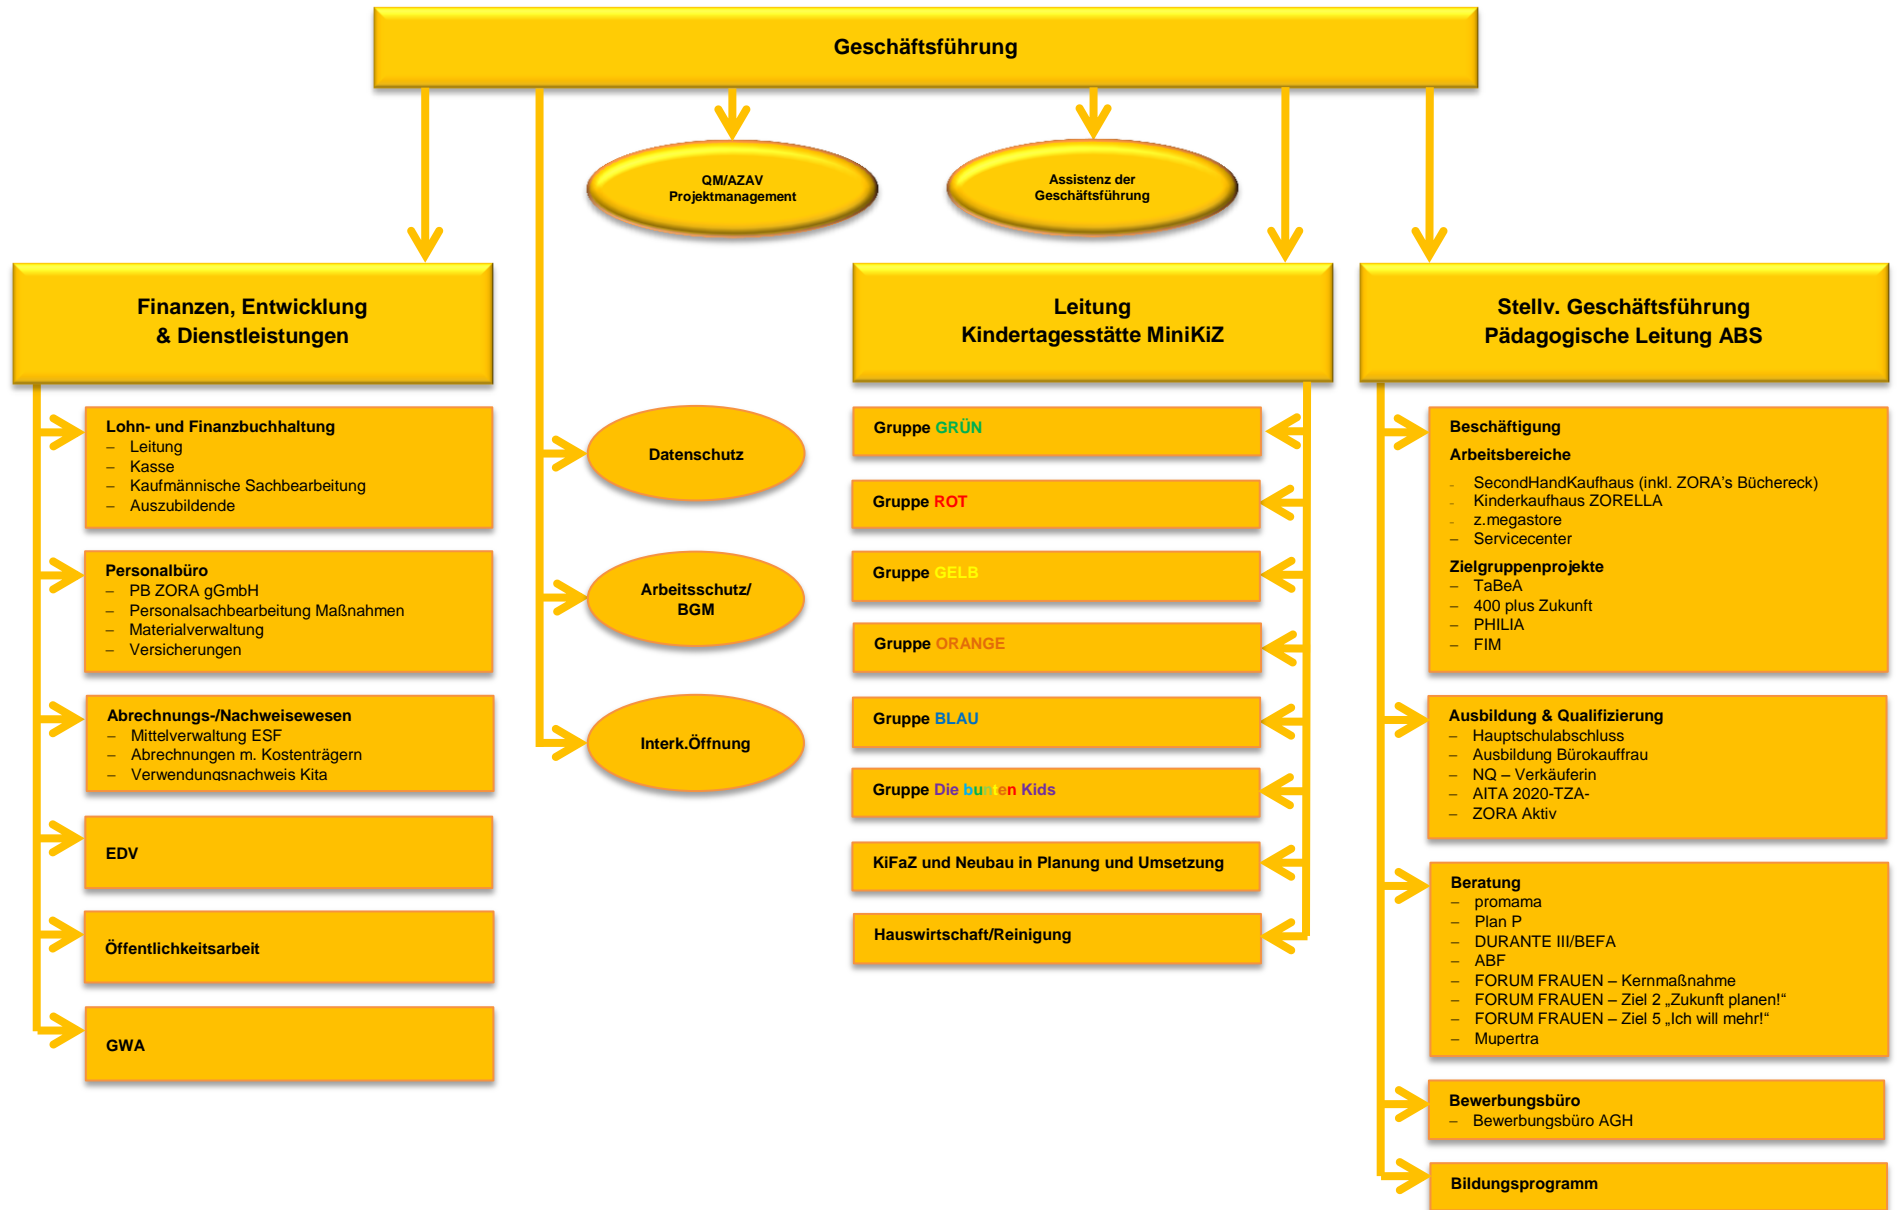 Geschäftsführung
QM/AZAV
Projektmanagement
Assistenz der
Geschäftsführung
Finanzen, Entwicklung
& Dienstleistungen
Lohn- und Finanzbuchhaltung
– Leitung
– Kasse
– Kaufmännische Sachbearbeitung
– Auszubildende
Personalbüro
– PB ZORA gGmbH
– Personalsachbearbeitung Maßnahmen
– Materialverwaltung
– Versicherungen
Abrechnungs-/Nachweisewesen
– Mittelverwaltung ESF
– Abrechnungen m. Kostenträgern
– Verwendungsnachweis Kita
EDV
Öffentlichkeitsarbeit
GWA
Datenschutz
Arbeitsschutz/
BGM
Interk.Öffnung
Leitung
Kindertagesstätte MiniKiZ
Gruppe GRÜN
Gruppe ROT
Gruppe GELB
Gruppe ORANGE
Gruppe BLAU
Gruppe Die bunten Kids
KiFaZ und Neubau in Planung und Umsetzung
Hauswirtschaft/Reinigung
Stellv. Geschäftsführung
Pädagogische Leitung ABS
Beschäftigung
Arbeitsbereiche
- SecondHandKaufhaus (inkl. ZORA's Büchereck)
- Kinderkaufhaus ZORELLA
- z.megastore
– Servicecenter
Zielgruppenprojekte
– TaBeA
– 400 plus Zukunft
– PHILIA
– FIM
Ausbildung & Qualifizierung
– Hauptschulabschluss
– Ausbildung Bürokauffrau
– NQ – Verkäuferin
– AITA 2020-TZA-
– ZORA Aktiv
Beratung
– promama
– Plan P
– DURANTE III/BEFA
– ABF
– FORUM FRAUEN – Kernmaßnahme
– FORUM FRAUEN – Ziel 2 „Zukunft planen!“
– FORUM FRAUEN – Ziel 5 „Ich will mehr!“
– Mupertra
Bewerbungsbüro
– Bewerbungsbüro AGH
Bildungsprogramm